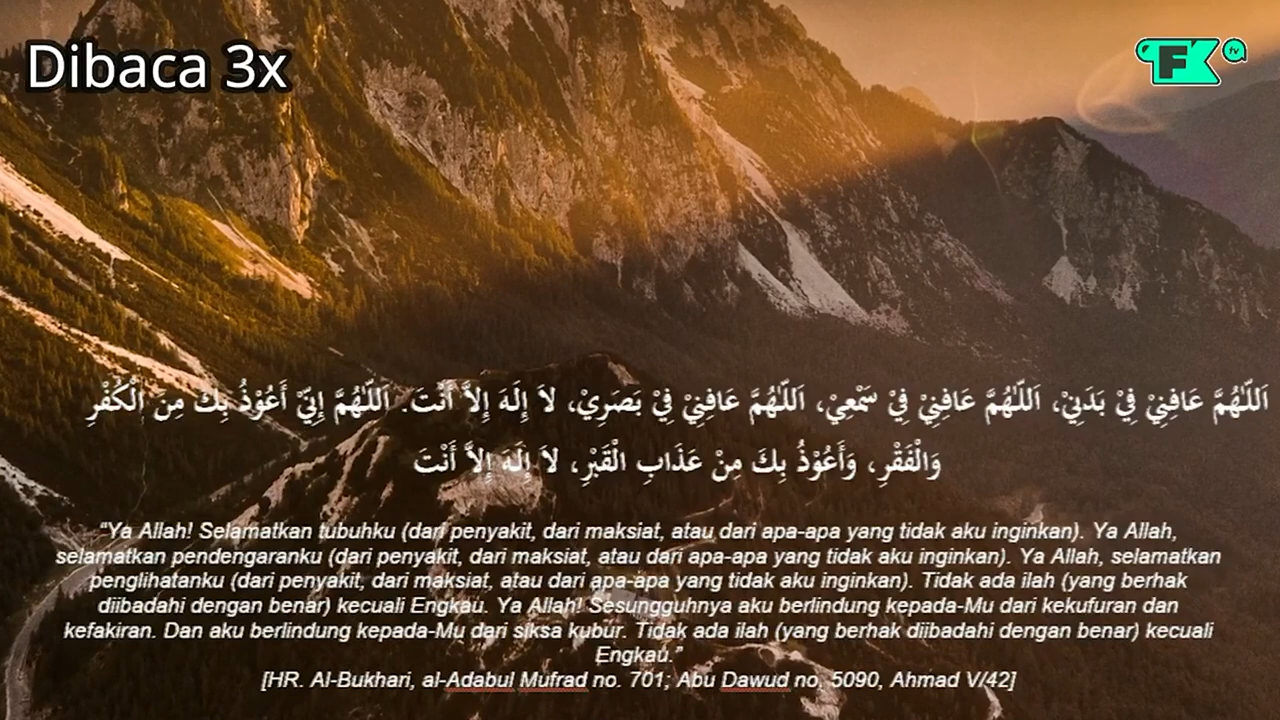 Dibaca 3x
FK tv
اَللّٰهُمَّ عَافِنِيْ فِيْ بَدَنِيْ، اَللّٰهُمَّ عَافِنِيْ فِيْ سَمْعِيْ، اَللّٰهُمَّ عَافِنِيْ فِيْ بَصَرِيْ، لاَ إِلَهَ إِلاَّ أَنْتَ. اَللّٰهُمَّ إِنِّيْ أَعُوْذُ بِكَ مِنَ الْكُفْرِ
وَالْفَقْرِ، وَأَعُوْذُ بِكَ مِنْ عَذَابِ الْقَبْرِ، لاَ إِلَهَ إِلاَّ أَنْتَ
“Ya Allah! Selamatkan tubuhku (dari penyakit, dari maksiat, atau dari apa-apa yang tidak aku inginkan). Ya Allah,
selamatkan pendengaranku (dari penyakit, dari maksiat, atau dari apa-apa yang tidak aku inginkan). Ya Allah, selamatkan
penglihatanku (dari penyakit, dari maksiat, atau dari apa-apa yang tidak aku inginkan). Tidak ada ilah (yang berhak
diibadahi dengan benar) kecuali Engkau. Ya Allah! Sesungguhnya aku berlindung kepada-Mu dari kekufuran dan
kefakiran. Dan aku berlindung kepada-Mu dari siksa kubur. Tidak ada ilah (yang berhak diibadahi dengan benar) kecuali
Engkau.”
[HR. Al-Bukhari, al-Adabul Mufrad no. 701; Abu Dawud no. 5090, Ahmad V/42]